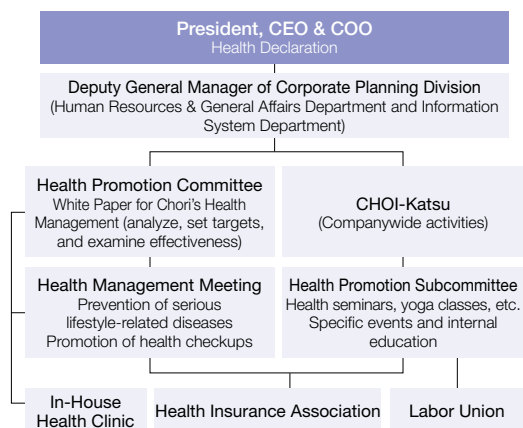 President, CEO & COO
Health Declaration
Deputy General Manager of Corporate Planning Division
(Human Resources & General Affairs Department and Information
System Department)
Health Promotion Committee
White Paper for Chori's Health
Management (analyze, set targets,
and examine effectiveness)
CHOI-Katsu
(Companywide activities)
Health Management Meeting
Prevention of serious
lifestyle-related diseases
Promotion of health checkups
Health Promotion Subcommittee
Health seminars, yoga classes, etc.
Specific events and internal
education
In-House
Health Clinic
Health Insurance Association
Labor Union